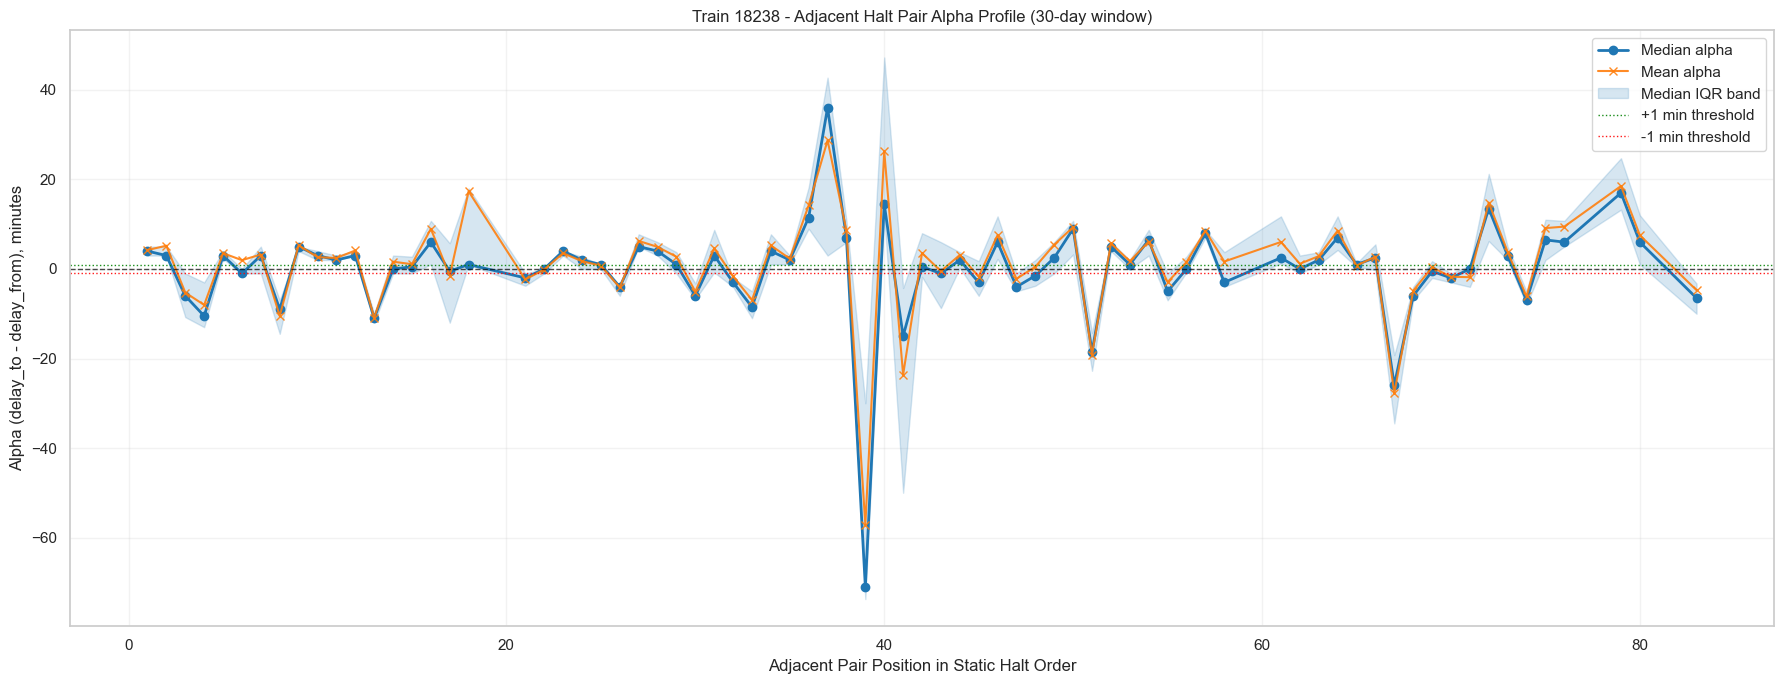 Train 18238 - Adjacent Halt Pair Alpha Profile (30-day window)
Median alpha
Mean alpha
Median IQR band
+1 min threshold
-1 min threshold
Alpha (delay_to - delay_from), minutes
40
20
0
−20
−40
−60
0
20
40
60
80
Adjacent Pair Position in Static Halt Order